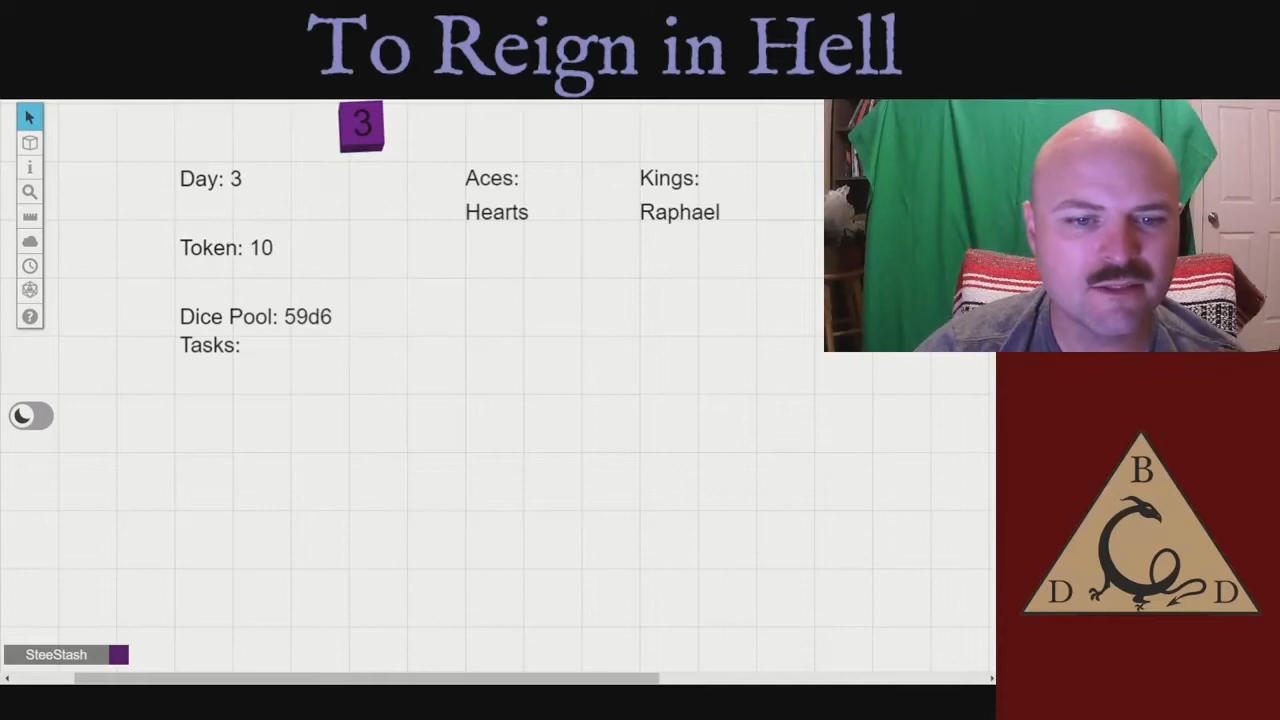 To Reign in Hell
3
Day: 3
Aces:
Kings:
Hearts
Raphael
Token: 10
Dice Pool: 59d6
Tasks:
B
D D
SteeStash